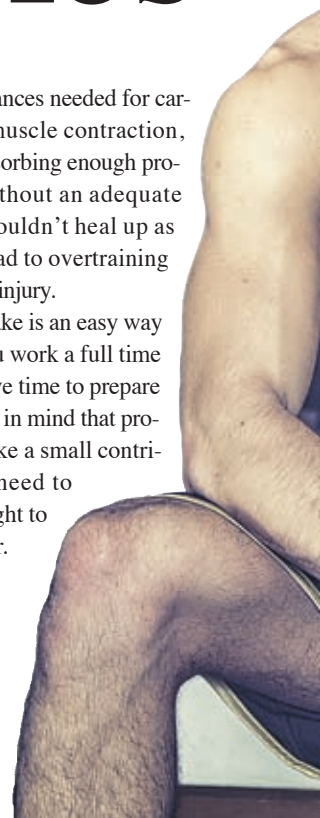 ances needed for car-
muscle contraction,
sorbing enough pro-
thout an adequate
ouldn't heal up as
ad to overtraining
injury.
ke is an easy way
u work a full time
ve time to prepare
in mind that pro-
ke a small contri-
need to
ght to
r.